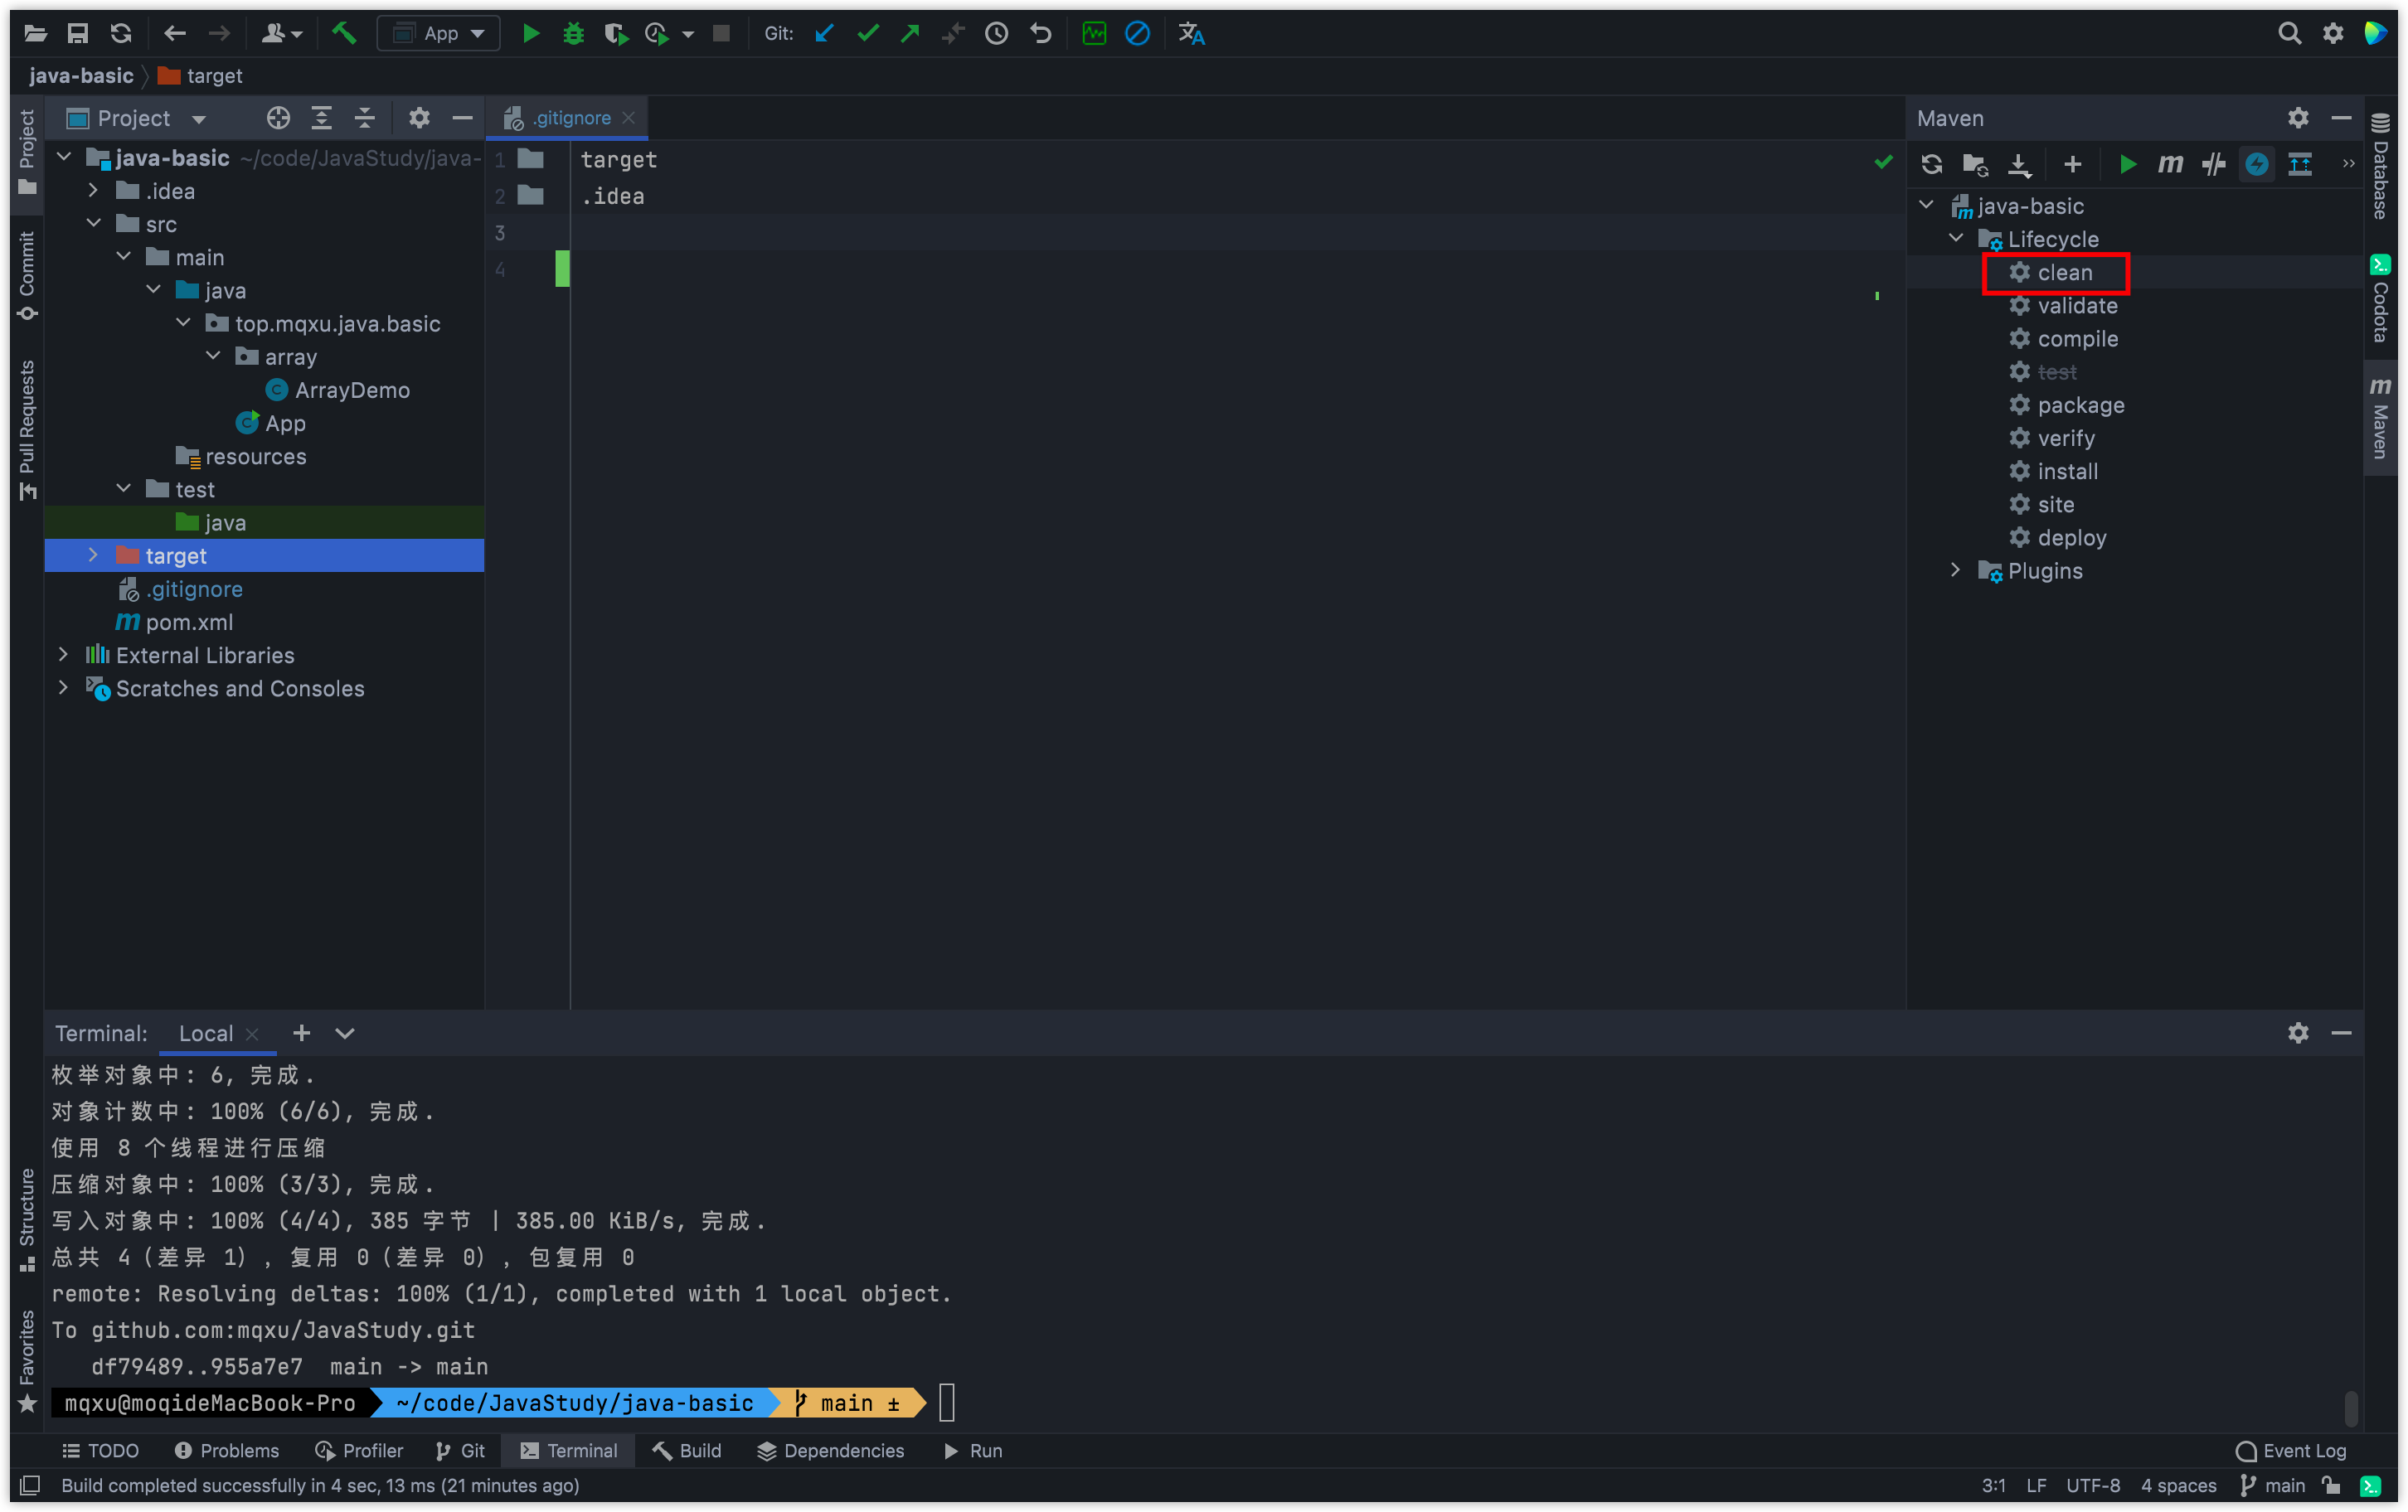 App
Git:
java-basic
target
Project
.gitignore
Maven
Project
Commit
Pull Requests
Structure
Favorites
java-basic ~/code/JavaStudy/java-
.idea
src
main
java
top.mqxu.java.basic
array
ArrayDemo
App
resources
test
java
target
.gitignore
pom.xml
External Libraries
Scratches and Consoles
1 target
2 .idea
3
4
java-basic
Lifecycle
clean
validate
compile
test
package
verify
install
site
deploy
Plugins
Database
Codota
Maven
Terminal: Local
枚举对象中: 6, 完成.
对象计数中: 100% (6/6), 完成.
使用 8 个线程进行压缩
压缩对象中: 100% (3/3), 完成.
写入对象中: 100% (4/4), 385 字节 | 385.00 KiB/s, 完成.
总共 4（差异 1）, 复用 0（差异 0）, 包复用 0
remote: Resolving deltas: 100% (1/1), completed with 1 local object.
To github.com:mqxu/JavaStudy.git
df79489..955a7e7 main -> main
mqxu@moqideMacBook-Pro ~/code/JavaStudy/java-basic main ±
TODO Problems Profiler Git Terminal Build Dependencies Run Event Log
Build completed successfully in 4 sec, 13 ms (21 minutes ago) 3:1 LF UTF-8 4 spaces main